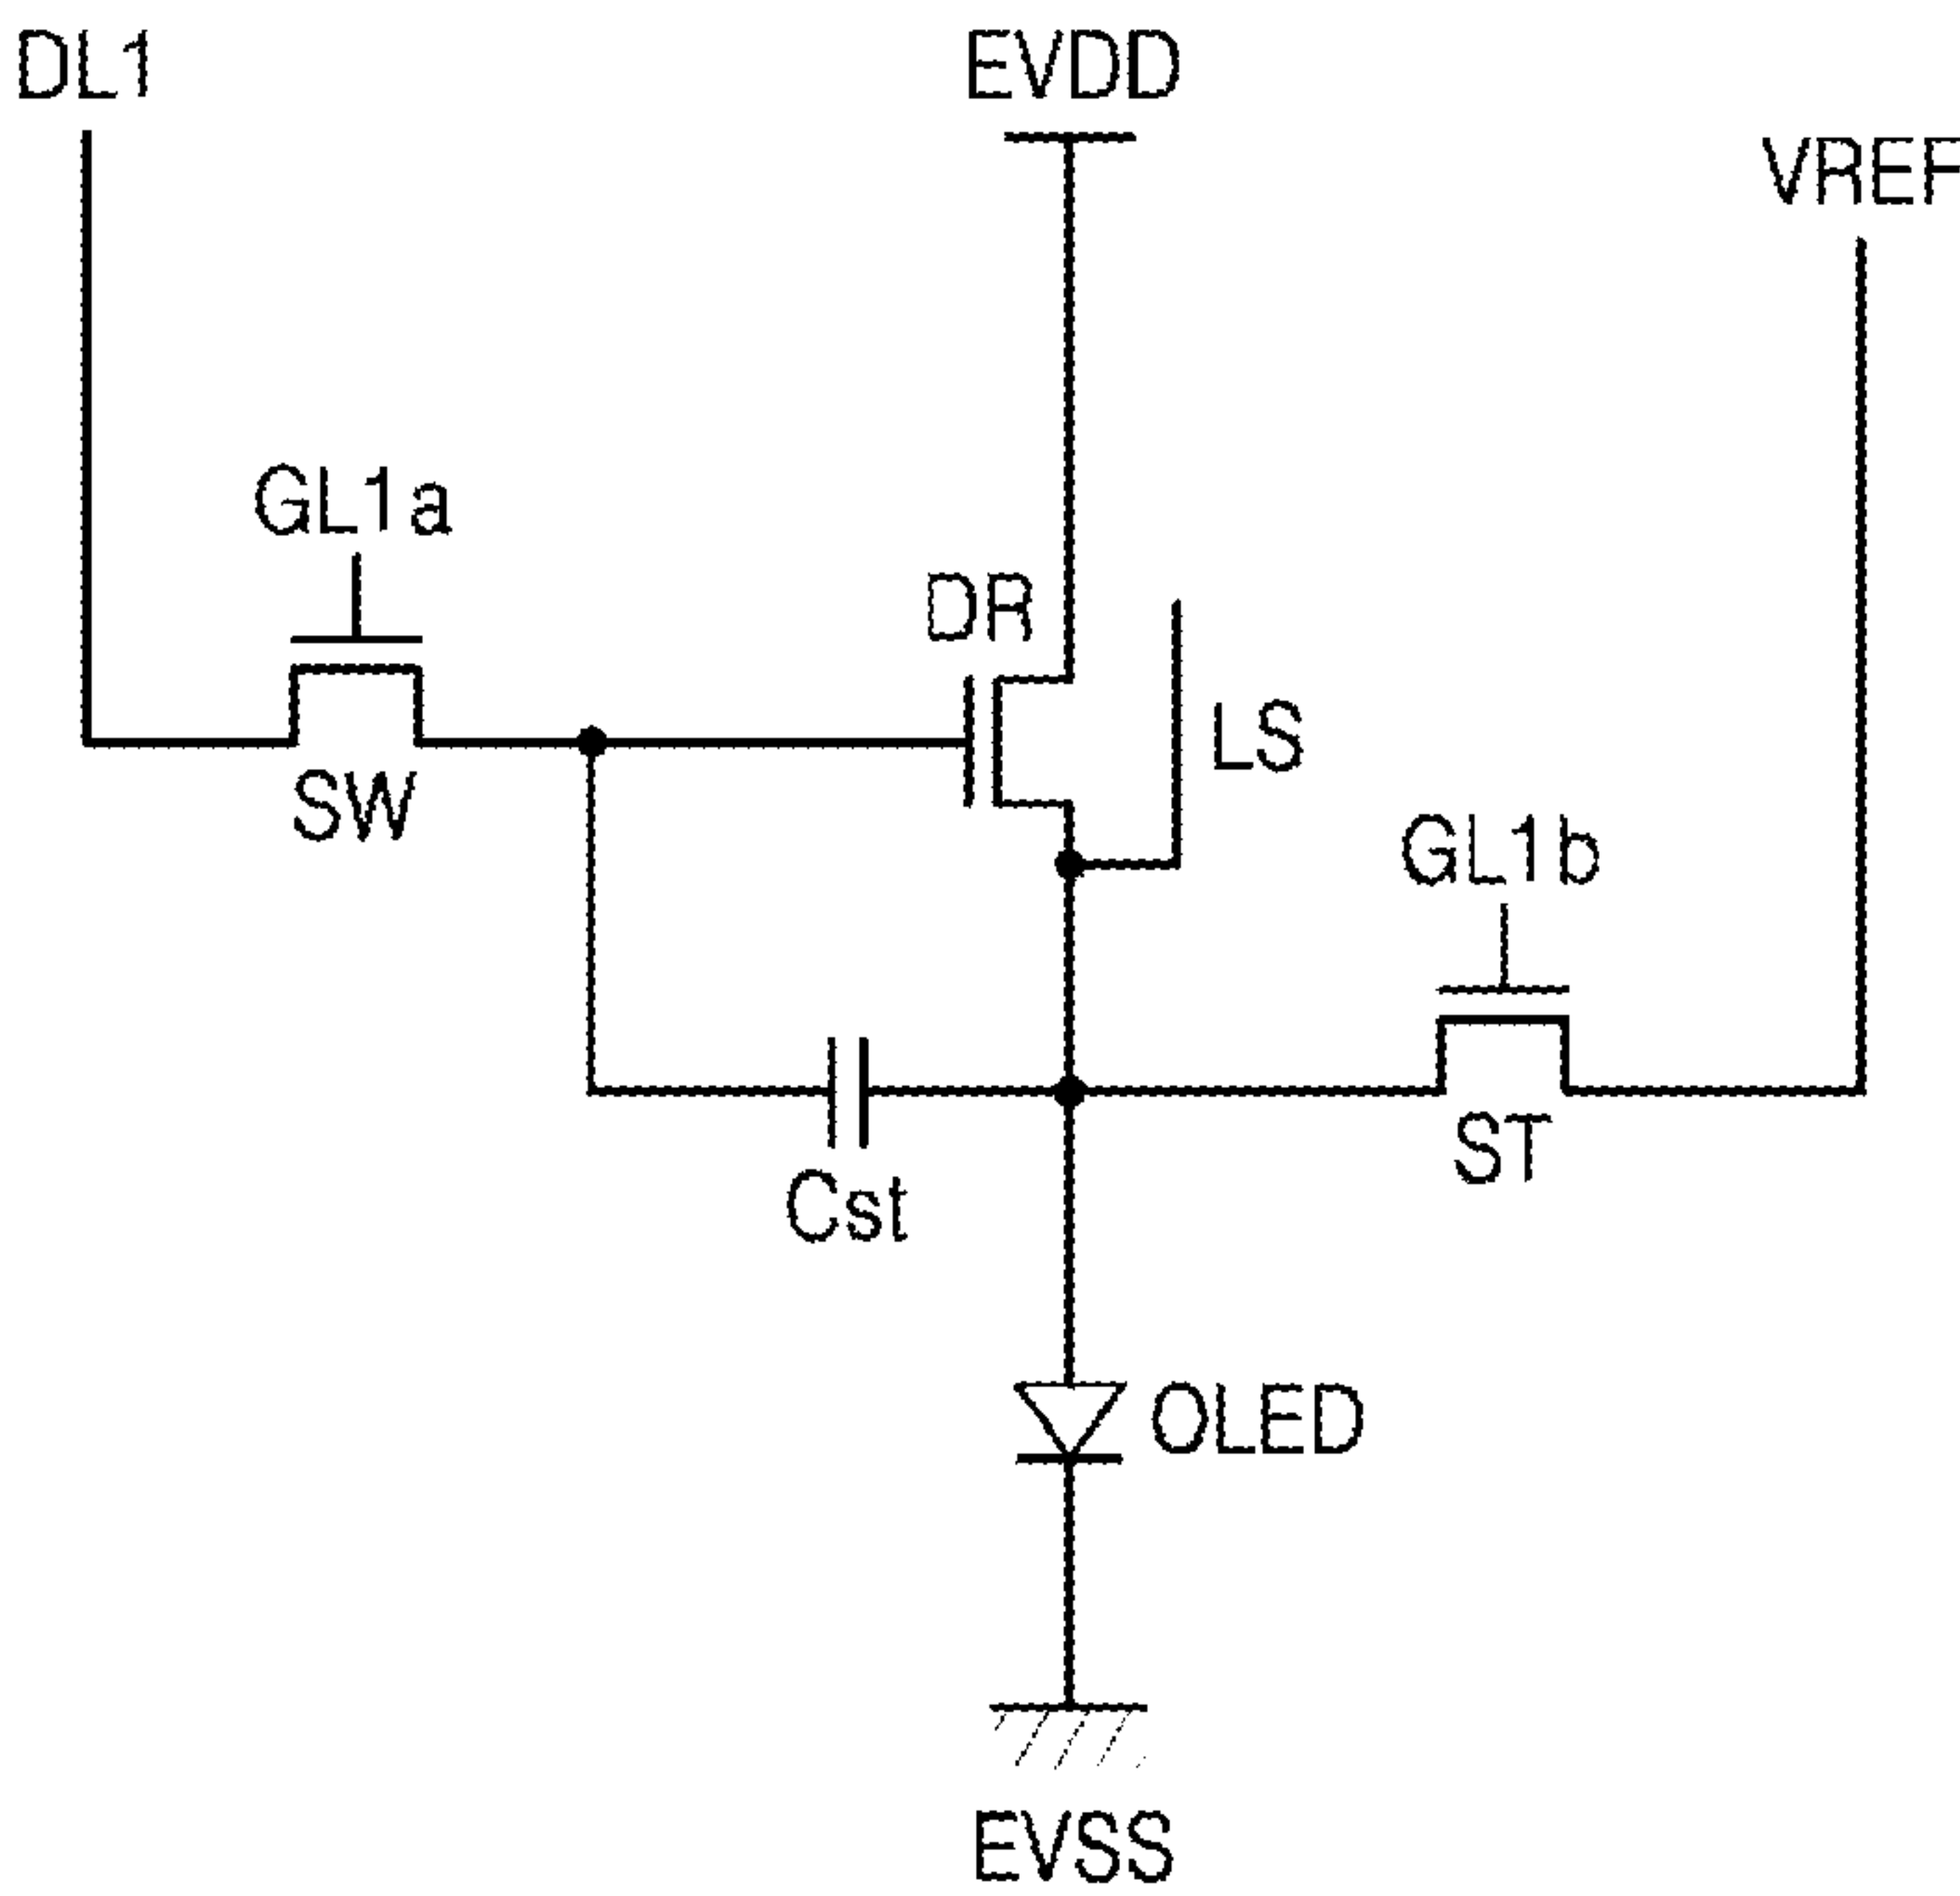 DL1
EVDD
VREF
GL1a
DR
LS
SW
GL1b
ST
Cst
OLED
EVSS